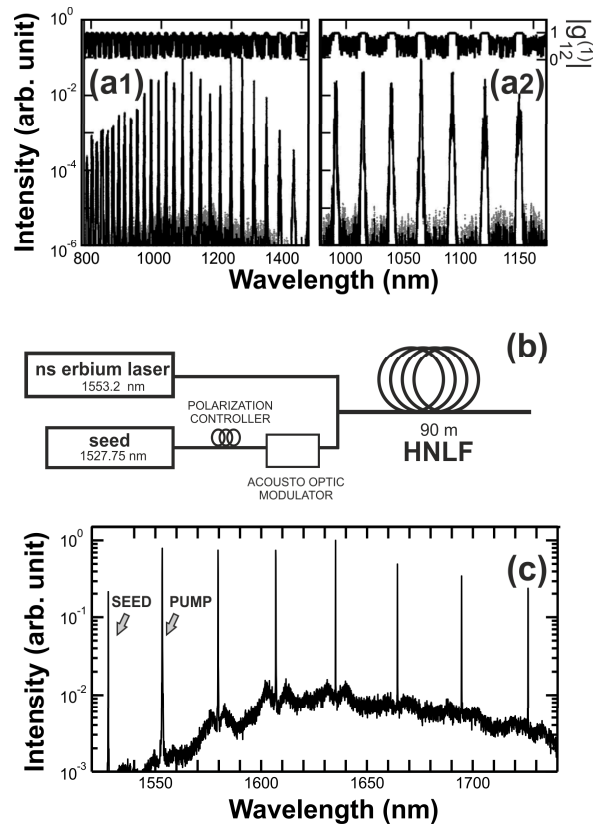 Intensity (arb. unit)
10^0
10^-2
10^-4
10^-6
(a1)
(a2)
1
0
|g_12^(1)|
800 1000 1200 1400
1000 1050 1100 1150
Wavelength (nm)
(b)
ns erbium laser
1553.2 nm
POLARIZATION
CONTROLLER
seed
1527.75 nm
ACOUSTO OPTIC
MODULATOR
90 m
HNLF
Intensity (arb. unit)
10^0
10^-1
10^-2
10^-3
(c)
SEED PUMP
1550 1600 1650 1700
Wavelength (nm)